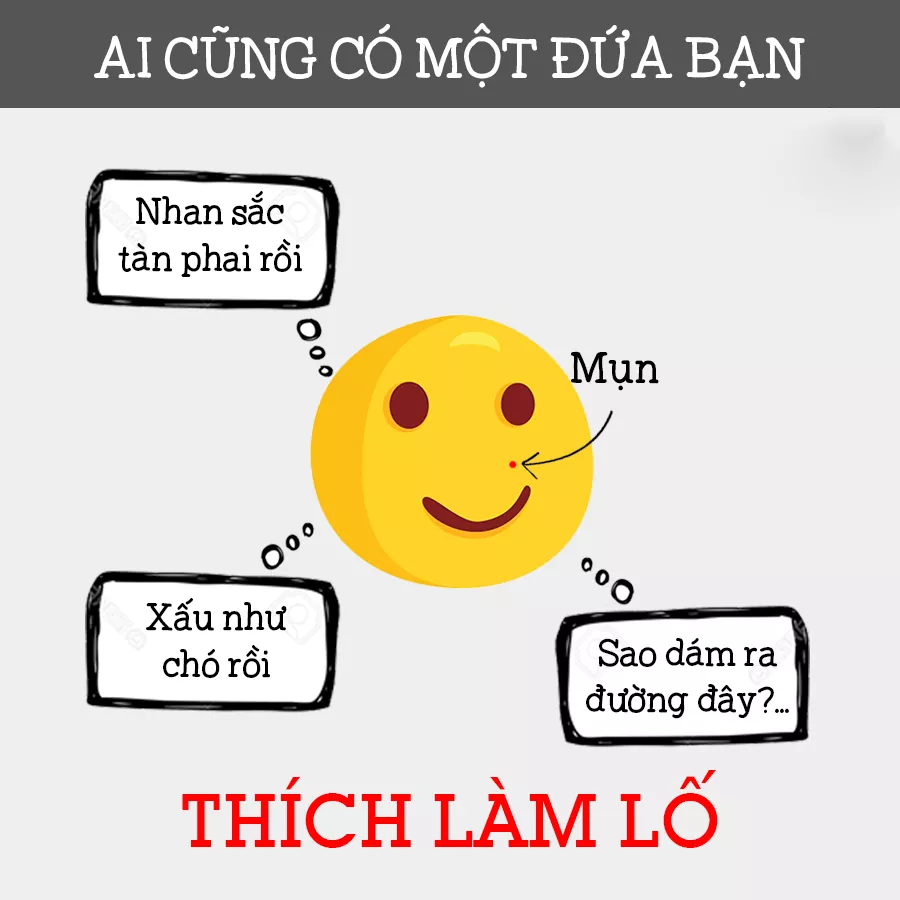 AI CŨNG CÓ MỘT ĐỨA BẠN
Nhan sắc
tàn phai rồi
Mụn
Xấu như
chó rồi
Sao dám ra
đường đây?...
THÍCH LÀM LỐ